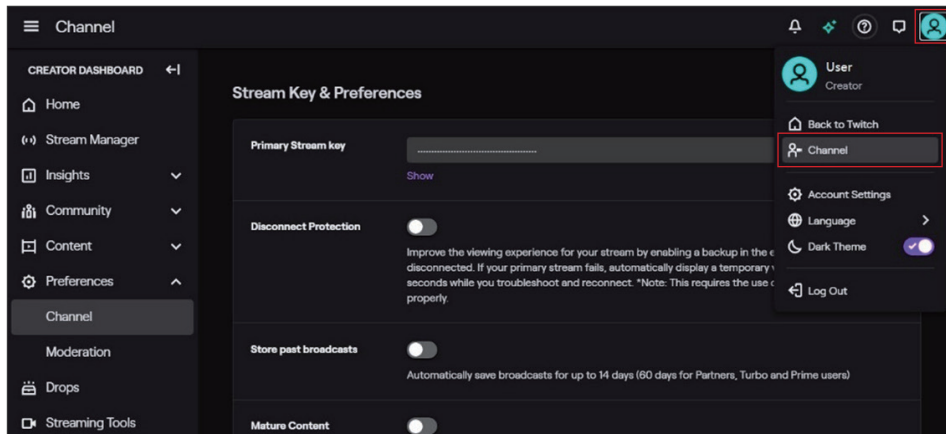 Channel
CREATOR DASHBOARD
Home
Stream Manager
Insights
Community
Content
Preferences
Channel
Moderation
Drops
Streaming Tools
Stream Key & Preferences
Primary Stream key
Show
Disconnect Protection
Improve the viewing experience for your stream by enabling a backup in the e
disconnected. If your primary stream fails, automatically display a temporary
seconds while you troubleshoot and reconnect. *Note: This requires the use
properly.
Store past broadcasts
Automatically save broadcasts for up to 14 days (60 days for Partners, Turbo and Prime users)
Mature Content
User
Creator
Back to Twitch
Channel
Account Settings
Language
Dark Theme
Log Out